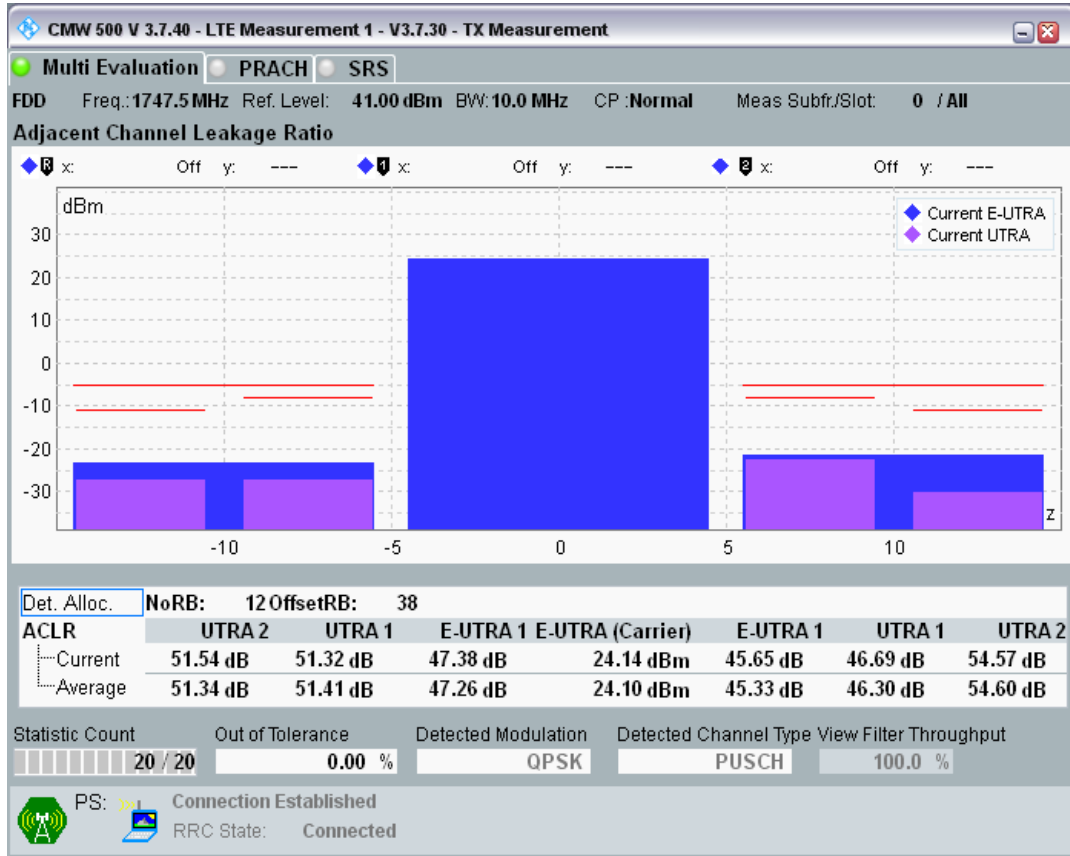 CMW 500 V 3.7.40 - LTE Measurement 1 - V3.7.30 - TX Measurement
Multi Evaluation PRACH SRS
FDD Freq.: 1747.5 MHz Ref. Level: 41.00 dBm BW: 10.0 MHz CP :Normal Meas Subfr./Slot: 0 / All
Adjacent Channel Leakage Ratio
R x: Off y: --- 1 x: Off y: --- 2 x: Off y: ---
dBm
Current E-UTRA
Current UTRA
30
20
10
0
-10
-20
-30
z
-10 -5 0 5 10
Det. Alloc. NoRB: 12 OffsetRB: 38
ACLR UTRA 2 UTRA 1 E-UTRA 1 E-UTRA (Carrier) E-UTRA 1 UTRA 1 UTRA 2
Current 51.54 dB 51.32 dB 47.38 dB 24.14 dBm 45.65 dB 46.69 dB 54.57 dB
Average 51.34 dB 51.41 dB 47.26 dB 24.10 dBm 45.33 dB 46.30 dB 54.60 dB
Statistic Count Out of Tolerance Detected Modulation Detected Channel Type View Filter Throughput
20 / 20 0.00 % QPSK PUSCH 100.0 %
PS: Connection Established
RRC State: Connected